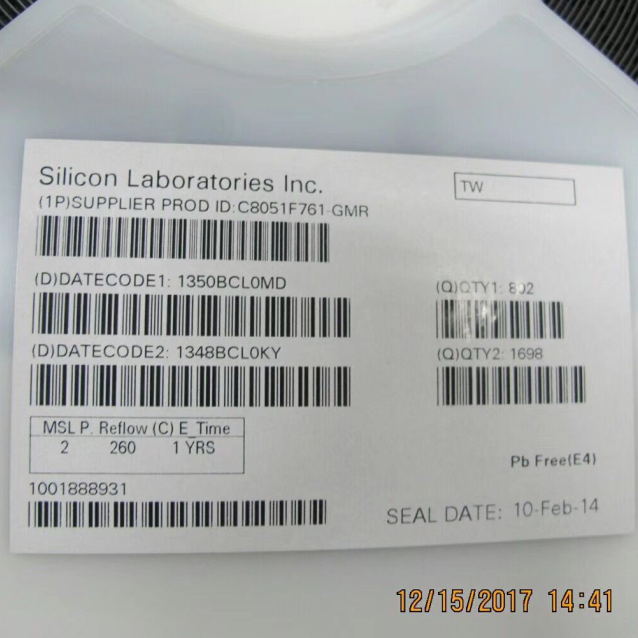 Silicon Laboratories Inc.
TW
(1P)SUPPLIER PROD ID:C8051F761-GMR
(D)DATECODE1: 1350BCL0MD
(Q)QTY1: 802
(D)DATECODE2: 1348BCL0KY
(Q)QTY2: 1698
MSL P. Reflow (C) E_Time
2 260 1 YRS
Pb Free(E4)
1001888931
SEAL DATE: 10-Feb-14
12/15/2017 14:41